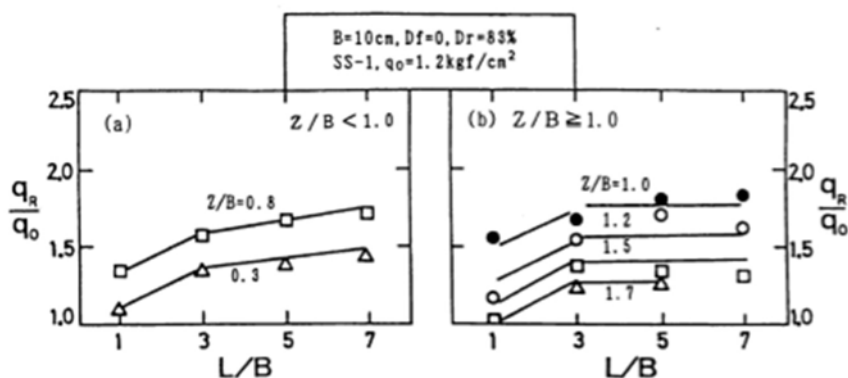 B=10cm, Df=0, Dr=83%
SS-1, qo=1.2kgf/cm²
2.5
2.0
1.5
1.0
qR/qo
(a) Z/B<1.0
Z/B=0.8
0.3
1 3 5 7
L/B
(b) Z/B≧1.0
Z/B=1.0
1.2
1.5
1.7
1 3 5 7
L/B
2.5
2.0
1.5
1.0
qR/qo